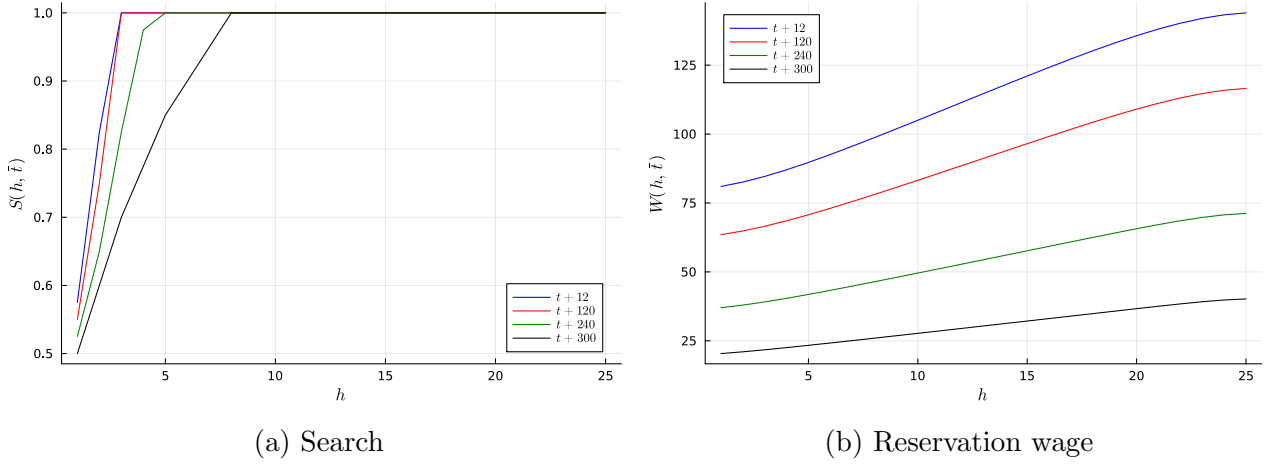 1.0
0.9
0.8
0.7
0.6
0.5
S(h, t̄)
5
10
15
20
25
h
t + 12
t + 120
t + 240
t + 300
(a) Search
125
100
75
50
25
W(h, t̄)
5
10
15
20
25
h
t + 12
t + 120
t + 240
t + 300
(b) Reservation wage